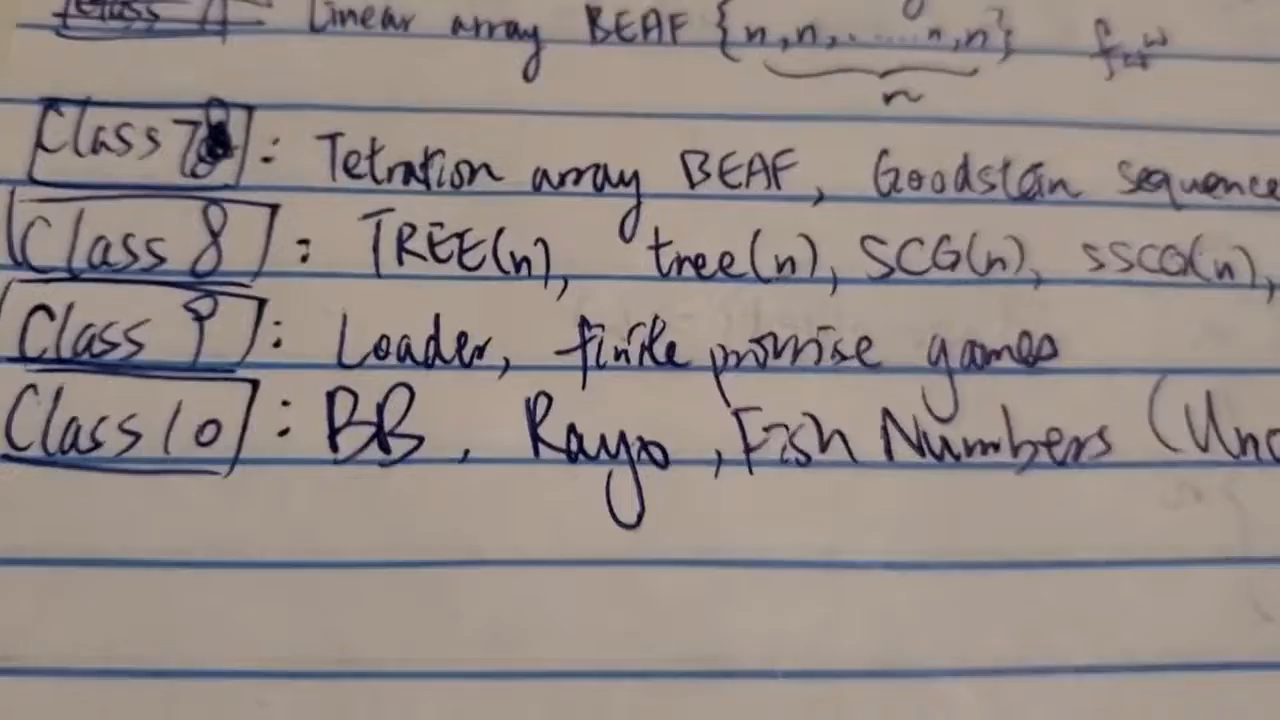 Linear array BEAF {n,n,.....n,n}
n
Class 7: Tetration array BEAF, Goodstein sequence
Class 8: TREE(n), tree(n), SCG(n), SSCG(n),
Class 9: Loader, finite promise games
Class 10: BB, Rayo, Fish Numbers (Unc